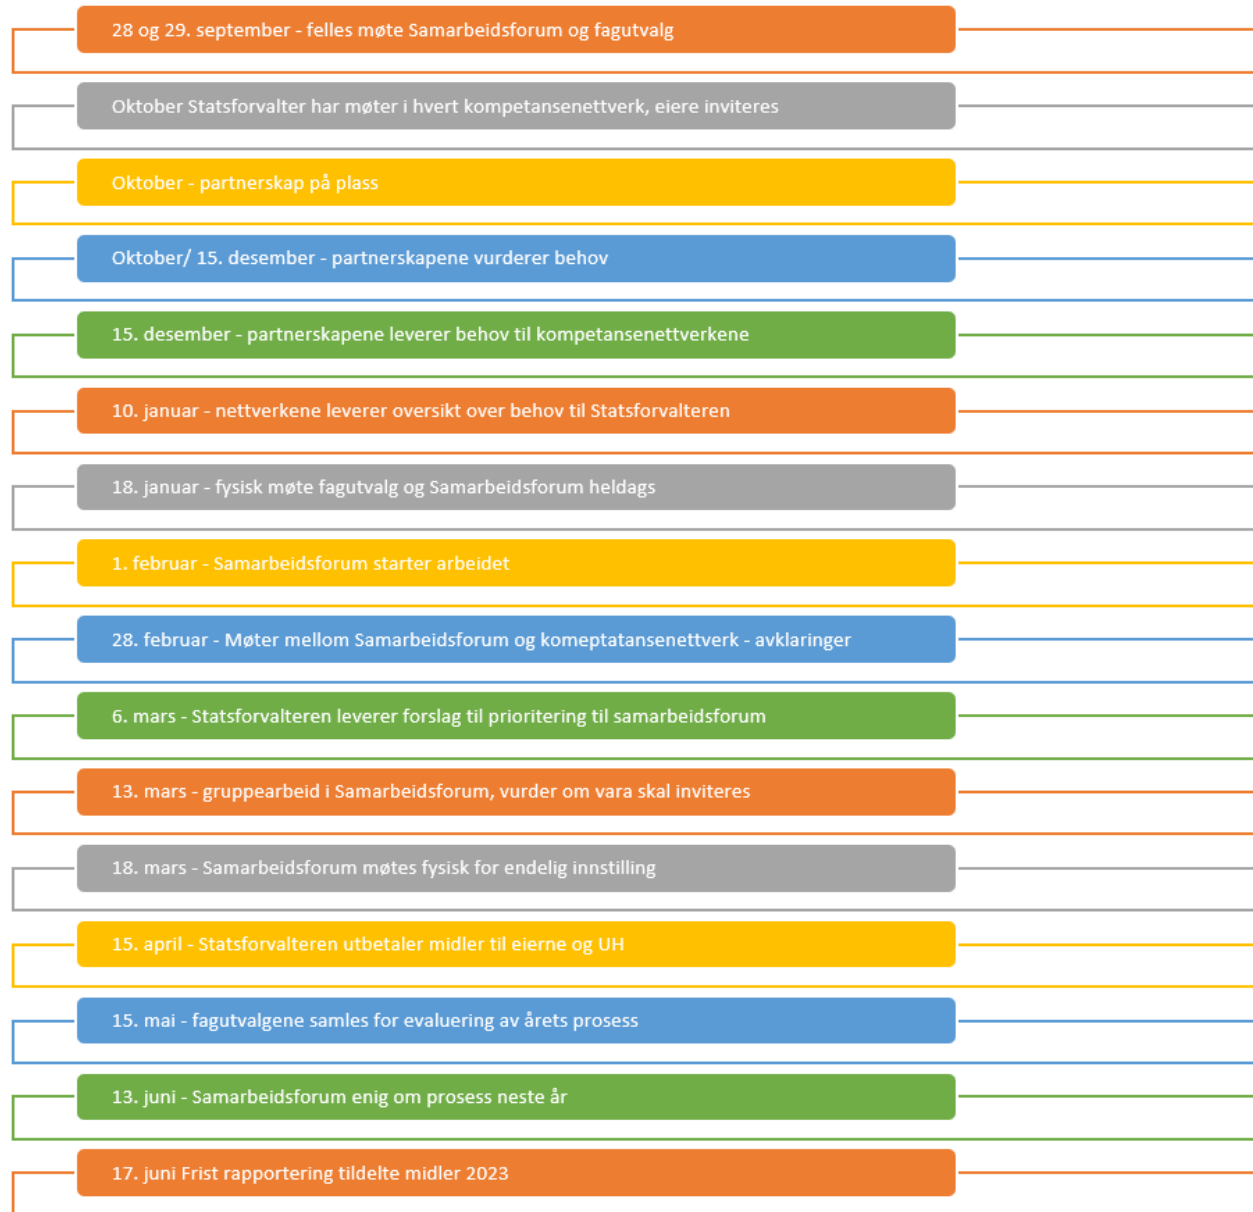 28 og 29. september - felles møte Samarbeidsforum og fagutvalg
Oktober Statsforvalter har møter i hvert kompetansenettverk, eiere inviteres
Oktober - partnerskap på plass
Oktober/ 15. desember - partnerskapene vurderer behov
15. desember - partnerskapene leverer behov til kompetansenettverkene
10. januar - nettverkene leverer oversikt over behov til Statsforvalteren
18. januar - fysisk møte fagutvalg og Samarbeidsforum heldags
1. februar - Samarbeidsforum starter arbeidet
28. februar - Møter mellom Samarbeidsforum og komeptatansenettverk - avklaringer
6. mars - Statsforvalteren leverer forslag til prioritering til samarbeidsforum
13. mars - gruppearbeid i Samarbeidsforum, vurder om vara skal inviteres
18. mars - Samarbeidsforum møtes fysisk for endelig innstilling
15. april - Statsforvalteren utbetaler midler til eierne og UH
15. mai - fagutvalgene samles for evaluering av årets prosess
13. juni - Samarbeidsforum enig om prosess neste år
17. juni Frist rapportering tildelte midler 2023